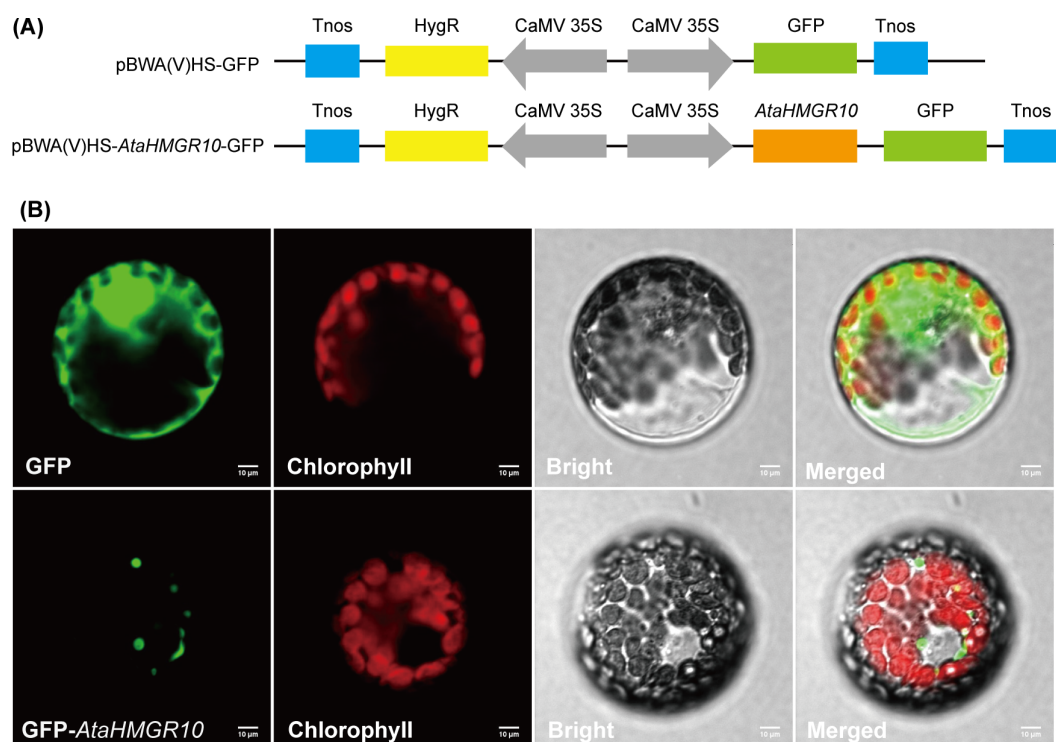 (A)
Tnos HygR CaMV 35S CaMV 35S GFP Tnos
pBWA(V)HS-GFP
Tnos HygR CaMV 35S CaMV 35S AtaHMGR10 GFP Tnos
pBWA(V)HS-AtaHMGR10-GFP
(B)
GFP 10 μm Chlorophyll 10 μm Bright 10 μm Merged 10 μm
GFP-AtaHMGR10 10 μm Chlorophyll 10 μm Bright 10 μm Merged 10 μm